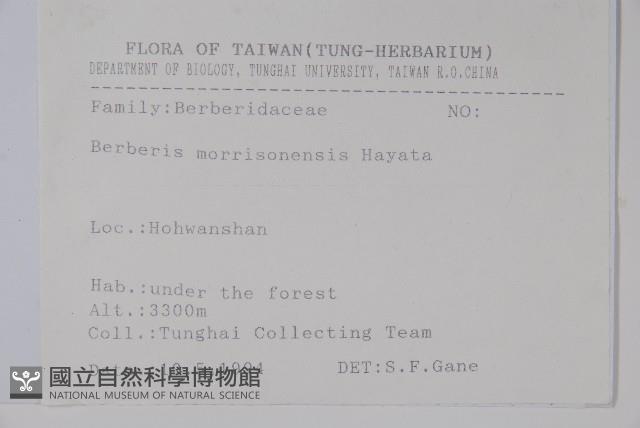 FLORA OF TAIWAN(TUNG-HERBARIUM)
DEPARTMENT OF BIOLOGY, TUNGHAI UNIVERSITY, TAIWAN R.O.CHINA
Family:Berberidaceae NO:
Berberis morrisonensis Hayata
Loc.:Hohwanshan
Hab.:under the forest
Alt.:3300m
Coll.:Tunghai Collecting Team
DET:S.F.Gane
國立自然科學博物館
NATIONAL MUSEUM OF NATURAL SCIENCE